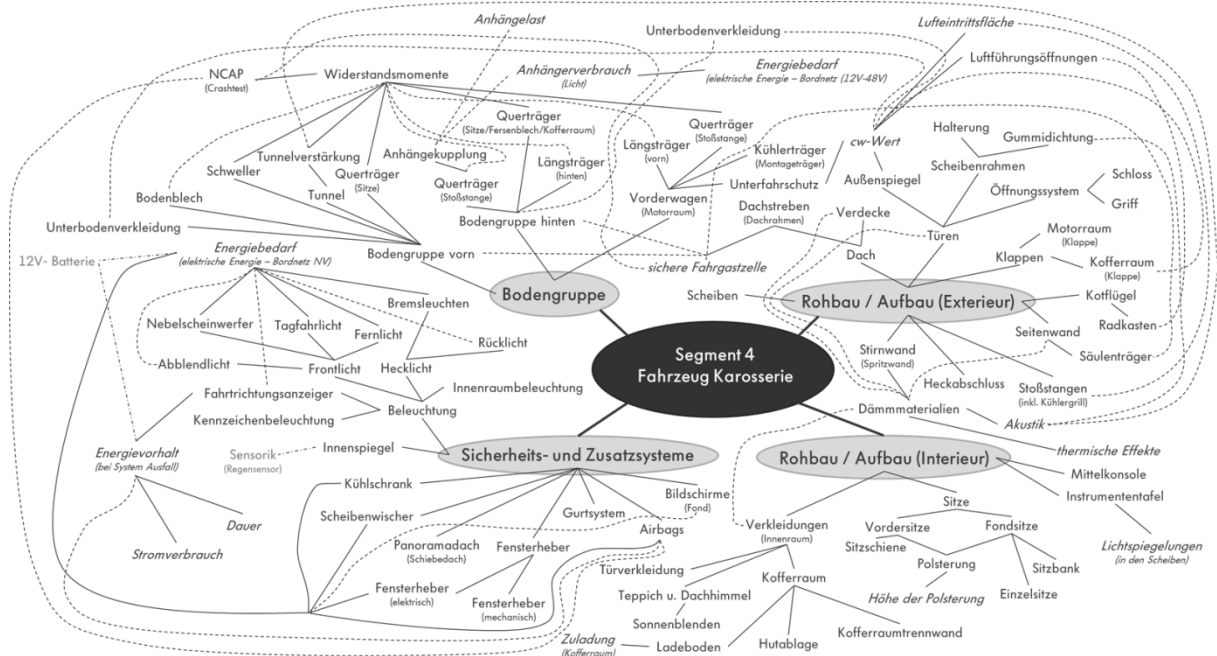 Anhängelast
Unterbodenverkleidung
Lufteintrittsfläche
Luftführungsöffnungen
NCAP
(Crashtest)
Widerstandsmomente
Anhängerverbrauch
(Licht)
Energiebedarf
(elektrische Energie – Bordnetz (12V-48V)
Querträger
(Sitze/Fersenblech/Kofferraum)
Querträger
(Stoßstange)
Halterung
Gummidichtung
cw-Wert
Tunnelverstärkung
Anhängekupplung
Längsträger
(hinten)
Längsträger
(vorn)
Kühlerträger
(Montageträger)
Scheibenrahmen
Schweller
Querträger
(Sitze)
Querträger
(Stoßstange)
Unterfahrschutz
Außenspiegel
Öffnungssystem
Schloss
Griff
Bodenblech
Tunnel
Vorderwagen
(Motorraum)
Dachstreben
(Dachrahmen)
Verdecke
Unterbodenverkleidung
Bodengruppe hinten
Türen
Motorraum
(Klappe)
Energiebedarf
(elektrische Energie – Bordnetz NV)
Bodengruppe vorn
12V- Batterie
sichere Fahrgastzelle
Dach
Klappen
Kofferraum
(Klappe)
Bodengruppe
Scheiben
Rohbau / Aufbau (Exterieur)
Kotflügel
Radkasten
Bremsleuchten
Nebelscheinwerfer
Tagfahrlicht
Fernlicht
Rücklicht
Seitenwand
Säulenträger
Segment 4
Fahrzeug Karosserie
Stirnwand
(Spritzwand)
Abblendlicht
Frontlicht
Hecklicht
Heckabschluss
Stoßstangen
(inkl. Kühlergrill)
Fahrtrichtungsanzeiger
Innenraumbeleuchtung
Kennzeichenbeleuchtung
Beleuchtung
Dämmmaterialien
Akustik
Energievorhalt
(bei System Ausfall)
Sensorik
(Regensensor)
Innenspiegel
Sicherheits- und Zusatzsysteme
Rohbau / Aufbau (Interieur)
thermische Effekte
Mittelkonsole
Kühlschrank
Bildschirme
(Fond)
Instrumententafel
Scheibenwischer
Gurtsystem
Airbags
Sitze
Dauer
Panoramadach
(Schiebedach)
Fensterheber
Verkleidungen
(Innenraum)
Vordersitze
Fondsitze
Sitzschiene
Lichtspiegelungen
(in den Scheiben)
Stromverbrauch
Türverkleidung
Kofferraum
Polsterung
Sitzbank
Fensterheber
(elektrisch)
Fensterheber
(mechanisch)
Teppich u. Dachhimmel
Höhe der Polsterung
Einzelsitze
Sonnenblenden
Kofferraumtrennwand
Zuladung
(Kofferraum)
Ladeboden
Hutablage